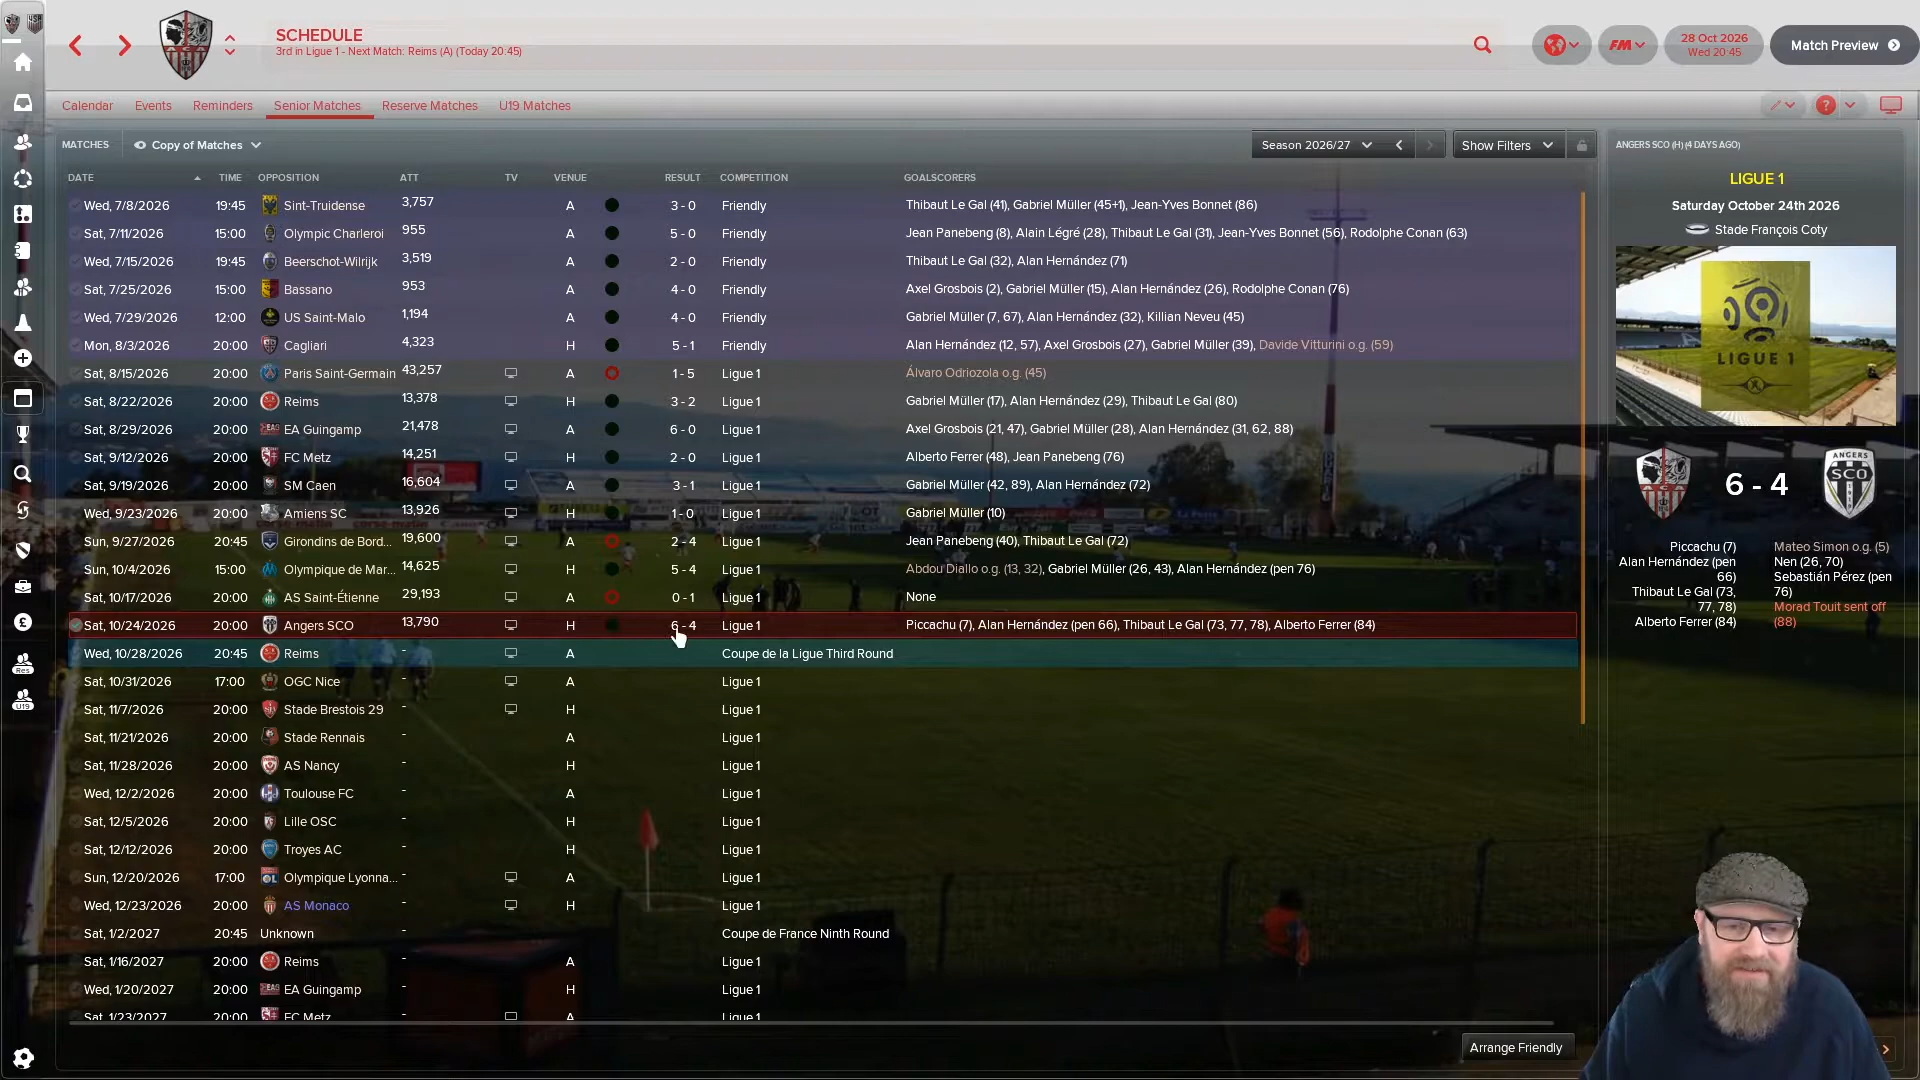 SCHEDULE
3rd in Ligue 1 - Next Match: Reims (A) (Today 20:45)
FM
28 Oct 2026
Wed 20:45
Match Preview
Calendar Events Reminders Senior Matches Reserve Matches U19 Matches
MATCHES Copy of Matches Season 2026/27 Show Filters
DATE TIME OPPOSITION ATT TV VENUE RESULT COMPETITION GOALSCORERS
Wed, 7/8/2026 19:45 Sint-Truidense 3,757 A 3 - 0 Friendly Thibaut Le Gal (41), Gabriel Müller (45+1), Jean-Yves Bonnet (86)
Sat, 7/11/2026 15:00 Olympic Charleroi 955 A 5 - 0 Friendly Jean Panebeng (8), Alain Légré (28), Thibaut Le Gal (31), Jean-Yves Bonnet (56), Rodolphe Conan (63)
Wed, 7/15/2026 19:45 Beerschot-Wilrijk 3,519 A 2 - 0 Friendly Thibaut Le Gal (32), Alan Hernández (71)
Sat, 7/25/2026 15:00 Bassano 953 A 4 - 0 Friendly Axel Grosbois (2), Gabriel Müller (15), Alan Hernández (26), Rodolphe Conan (76)
Wed, 7/29/2026 12:00 US Saint-Malo 1,194 A 4 - 0 Friendly Gabriel Müller (7, 67), Alan Hernández (32), Killian Neveu (45)
Mon, 8/3/2026 20:00 Cagliari 4,323 H 5 - 1 Friendly Alan Hernández (12, 57), Axel Grosbois (27), Gabriel Müller (39), Davide Vitturini o.g. (59)
Sat, 8/15/2026 20:00 Paris Saint-Germain 43,257 A 1 - 5 Ligue 1 Álvaro Odriozola o.g. (45)
Sat, 8/22/2026 20:00 Reims 13,378 H 3 - 2 Ligue 1 Gabriel Müller (17), Alan Hernández (29), Thibaut Le Gal (80)
Sat, 8/29/2026 20:00 EA Guingamp 21,478 A 6 - 0 Ligue 1 Axel Grosbois (21, 47), Gabriel Müller (28), Alan Hernández (31, 62, 88)
Sat, 9/12/2026 20:00 FC Metz 14,251 H 2 - 0 Ligue 1 Alberto Ferrer (48), Jean Panebeng (76)
Sat, 9/19/2026 20:00 SM Caen 16,604 A 3 - 1 Ligue 1 Gabriel Müller (42, 89), Alan Hernández (72)
Wed, 9/23/2026 20:00 Amiens SC 13,926 H 1 - 0 Ligue 1 Gabriel Müller (10)
Sun, 9/27/2026 20:45 Girondins de Bord... 19,600 A 2 - 4 Ligue 1 Jean Panebeng (40), Thibaut Le Gal (72)
Sun, 10/4/2026 15:00 Olympique de Mar... 14,625 H 5 - 4 Ligue 1 Abdou Diallo o.g. (13, 32), Gabriel Müller (26, 43), Alan Hernández (pen 76)
Sat, 10/17/2026 20:00 AS Saint-Étienne 29,193 A 0 - 1 Ligue 1 None
Sat, 10/24/2026 20:00 Angers SCO 13,790 H 6 - 4 Ligue 1 Piccachu (7), Alan Hernández (pen 66), Thibaut Le Gal (73, 77, 78), Alberto Ferrer (84)
Wed, 10/28/2026 20:45 Reims - A Coupe de la Ligue Third Round
Sat, 10/31/2026 17:00 OGC Nice - A Ligue 1
Sat, 11/7/2026 20:00 Stade Brestois 29 - H Ligue 1
Sat, 11/21/2026 20:00 Stade Rennais - A Ligue 1
Sat, 11/28/2026 20:00 AS Nancy - H Ligue 1
Wed, 12/2/2026 20:00 Toulouse FC - A Ligue 1
Sat, 12/5/2026 20:00 Lille OSC - H Ligue 1
Sat, 12/12/2026 20:00 Troyes AC - H Ligue 1
Sun, 12/20/2026 17:00 Olympique Lyonna... - A Ligue 1
Wed, 12/23/2026 20:00 AS Monaco - H Ligue 1
Sat, 1/2/2027 20:45 Unknown - Coupe de France Ninth Round
Sat, 1/16/2027 20:00 Reims A Ligue 1
Wed, 1/20/2027 20:00 EA Guingamp H Ligue 1
Sat, 1/23/2027 20:00 FC Metz A Ligue 1
Arrange Friendly
Res
U19
ANGERS SCO (H) (4 DAYS AGO)
LIGUE 1
Saturday October 24th 2026
Stade François Coty
LIGUE 1
ANGERS
SCO
6 - 4
Piccachu (7)
Alan Hernández (pen
66)
Thibaut Le Gal (73,
77, 78)
Alberto Ferrer (84)
Mateo Simon o.g. (5)
Nen (26, 70)
Sebastián Pérez (pen
76)
Morad Touit sent off
(88)